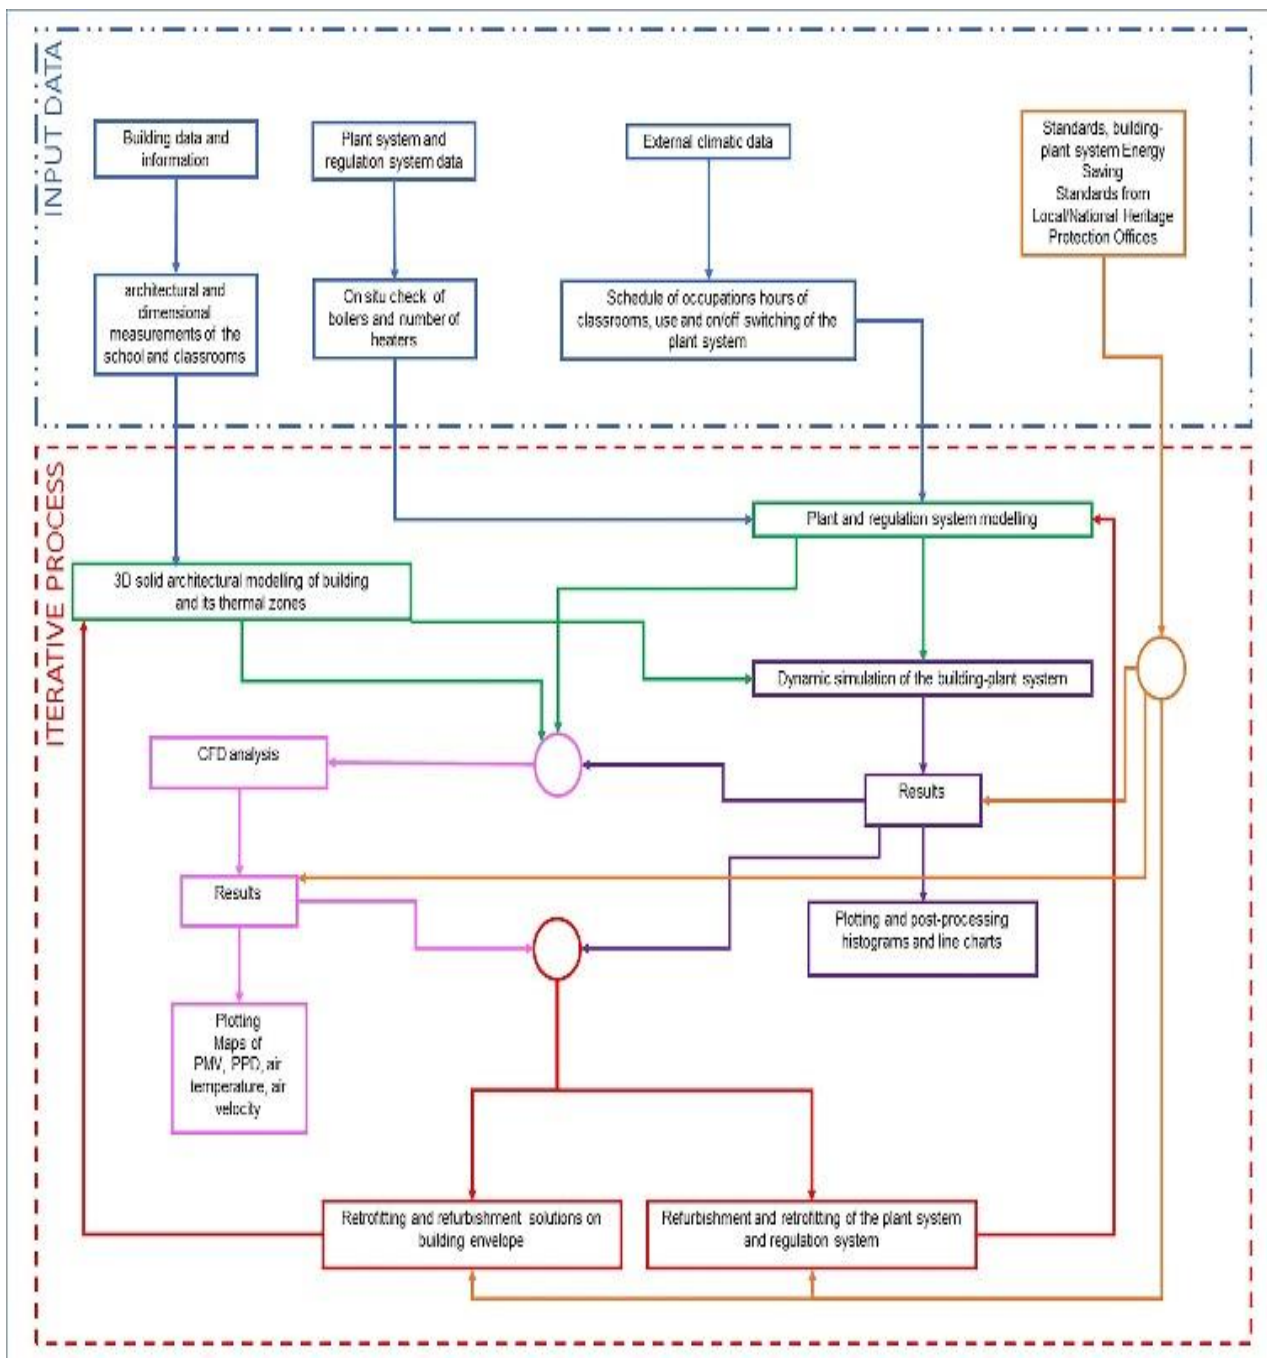 INPUT DATA
Building data and
information
Plant system and
regulation system data
External climatic data
Standards, building-
plant system Energy
Saving
Standards from
Local/National Heritage
Protection Offices
architectural and
dimensional
measurements of the
school and classrooms
On situ check of
boilers and number of
heaters
Schedule of occupations hours of
classrooms, use and on/off switching of the
plant system
ITERATIVE PROCESS
Plant and regulation system modelling
3D solid architectural modelling of building
and its thermal zones
Dynamic simulation of the building-plant system
CFD analysis
Results
Results
Plotting and post-processing
histograms and line charts
Plotting
Maps of
PMV, PPD, air
temperature, air
velocity
Retrofitting and refurbishment solutions on
building envelope
Refurbishment and retrofitting of the plant system
and regulation system